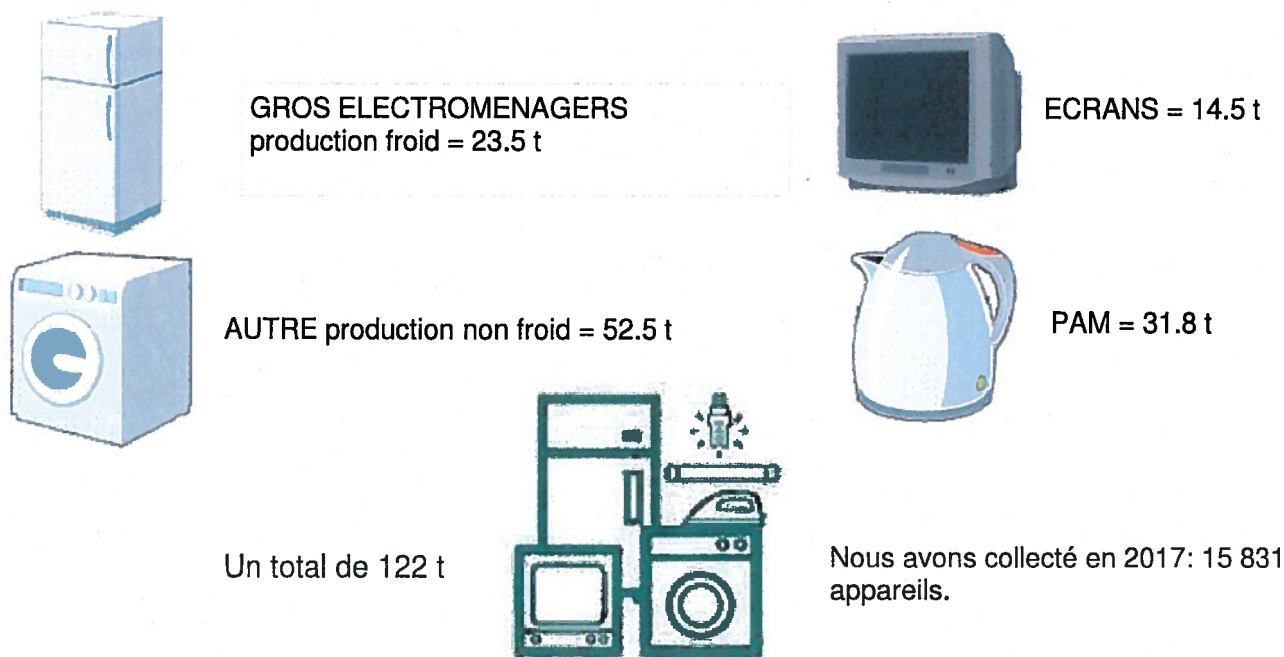 GROS ELECTROMENAGERS
production froid = 23.5 t
ECRANS = 14.5 t
AUTRE production non froid = 52.5 t
PAM = 31.8 t
Un total de 122 t
Nous avons collecté en 2017: 15 831
appareils.